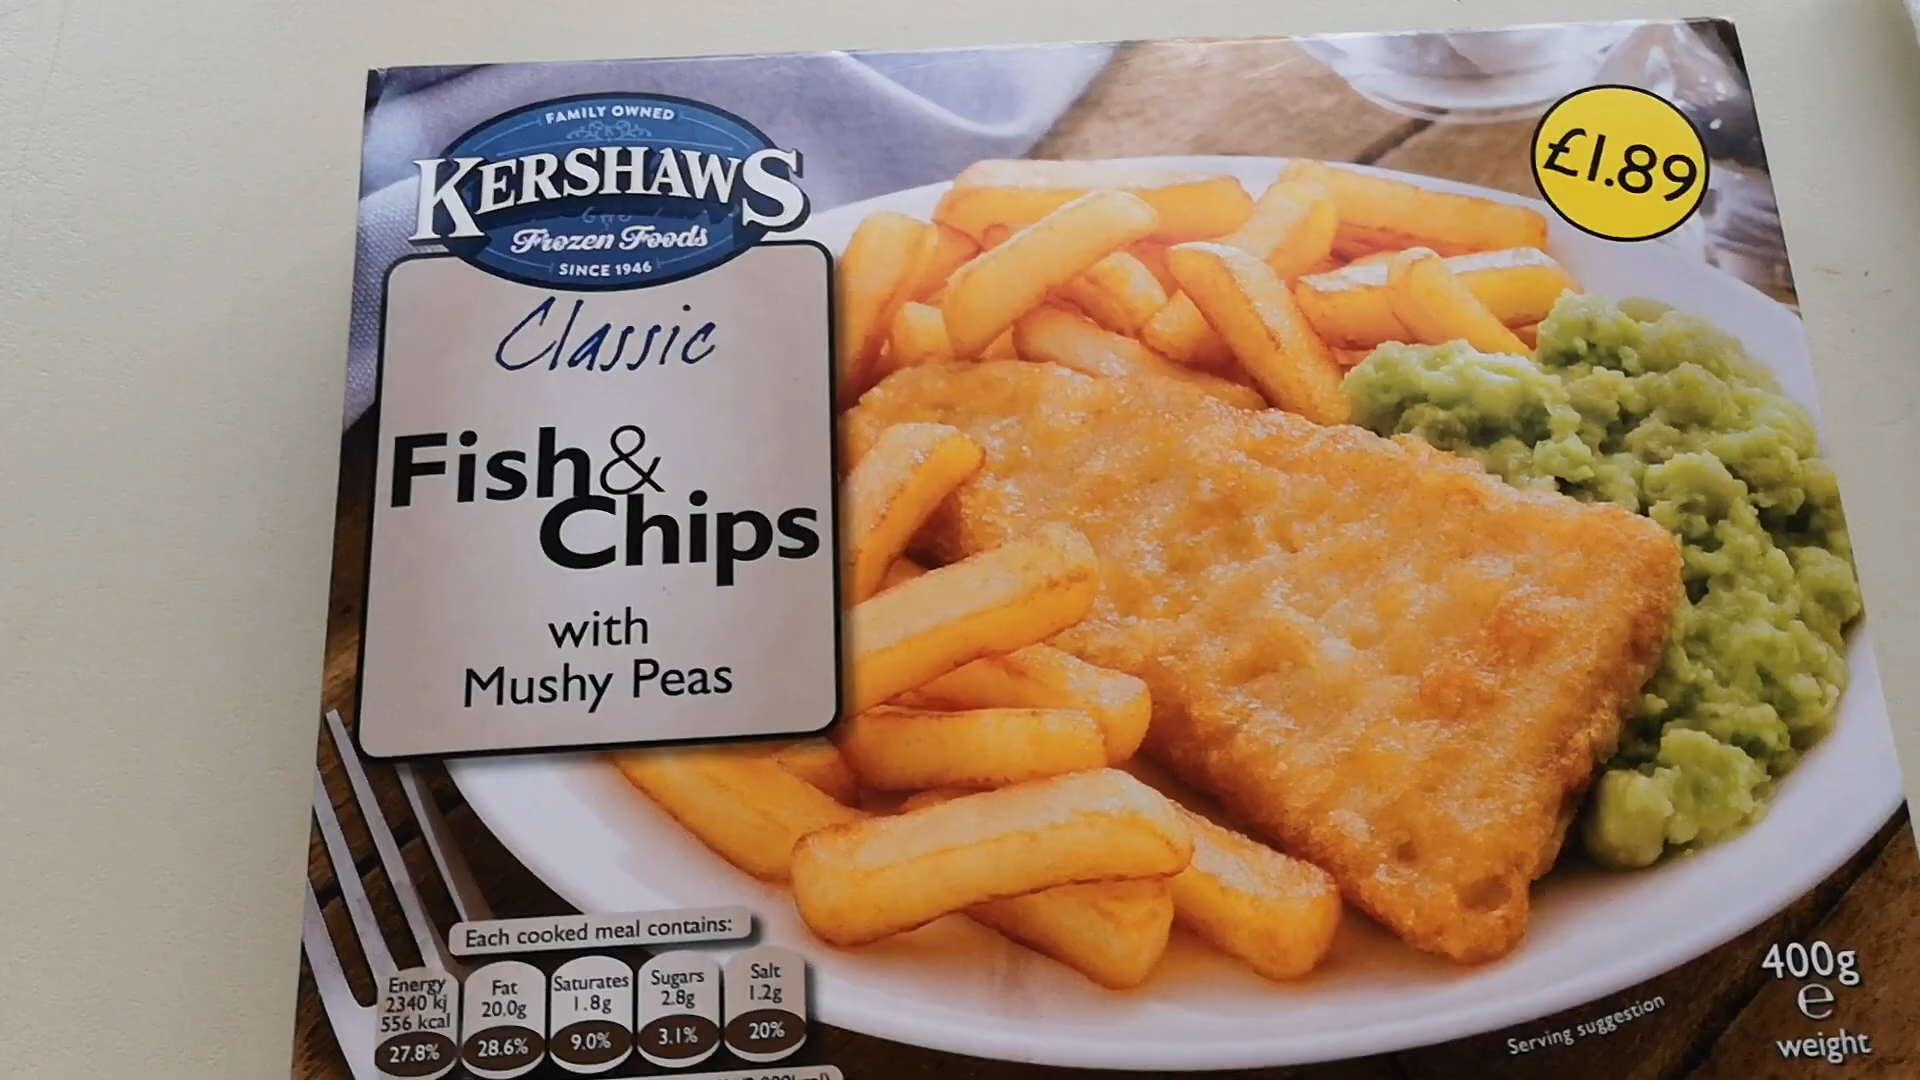 FAMILY OWNED
KERSHAWS
Frozen Foods
SINCE 1946
£1.89
Classic
Fish &
Chips
with
Mushy Peas
Each cooked meal contains:
Energy
2340 kj
556 kcal
27.8%
Fat
20.0g
28.6%
Saturates
1.8g
9.0%
Sugars
2.8g
3.1%
Salt
1.2g
20%
Serving suggestion
400g
e
weight